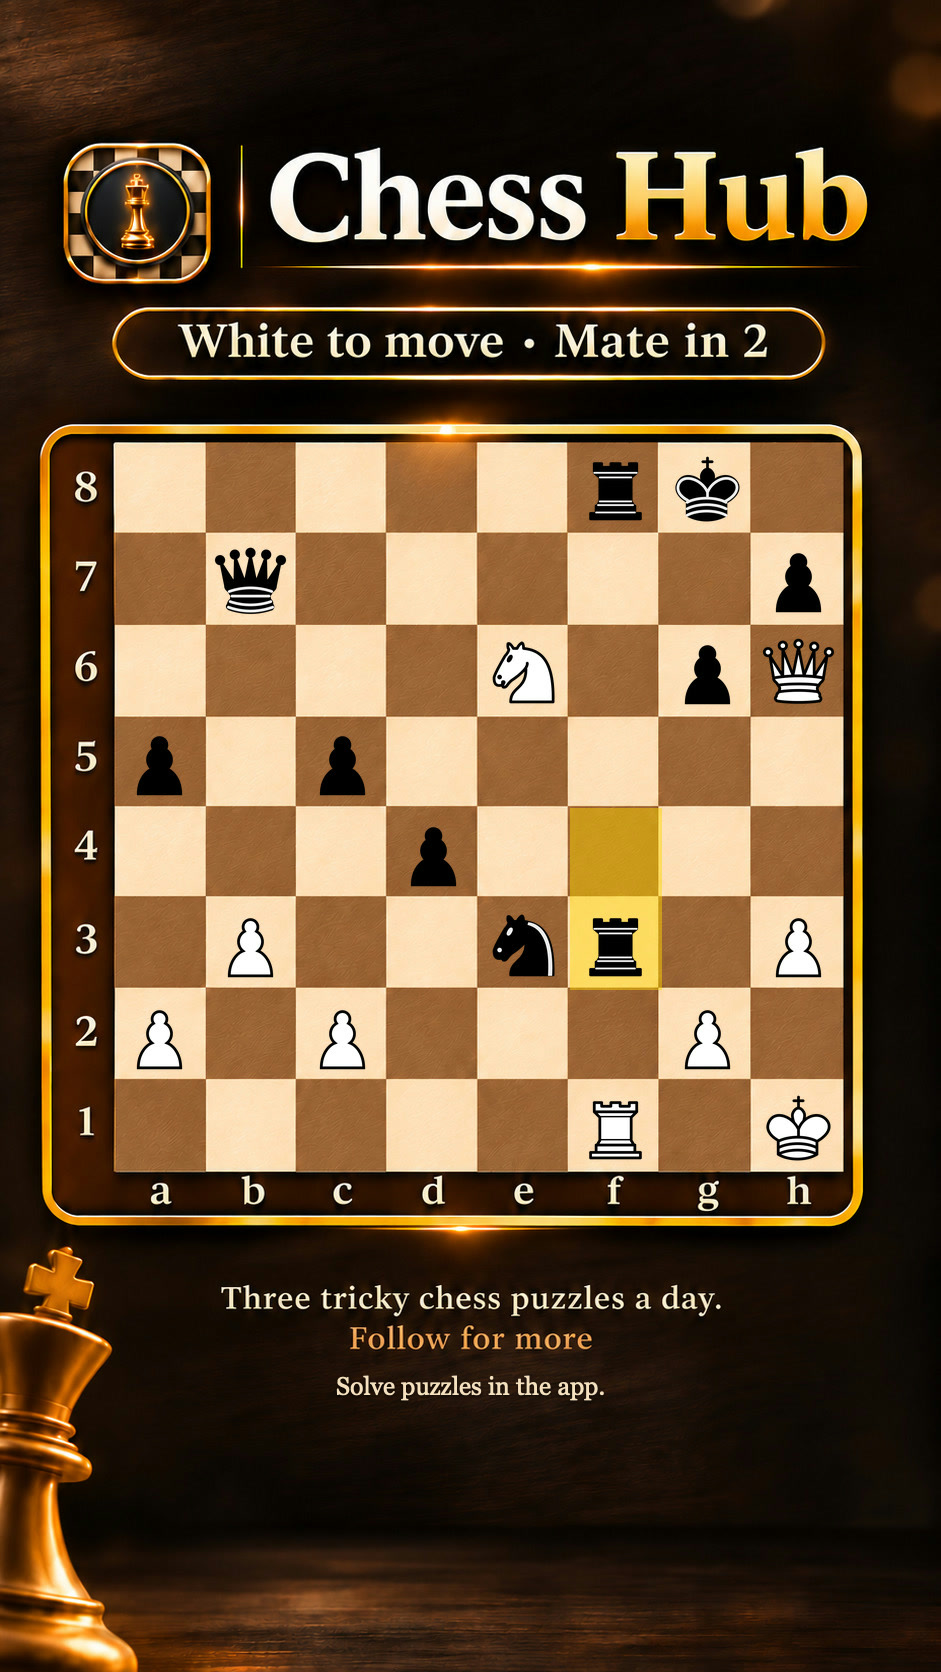 Chess Hub
White to move • Mate in 2
8
7
6
5
4
3
2
1
a b c d e f g h
Three tricky chess puzzles a day.
Follow for more
Solve puzzles in the app.